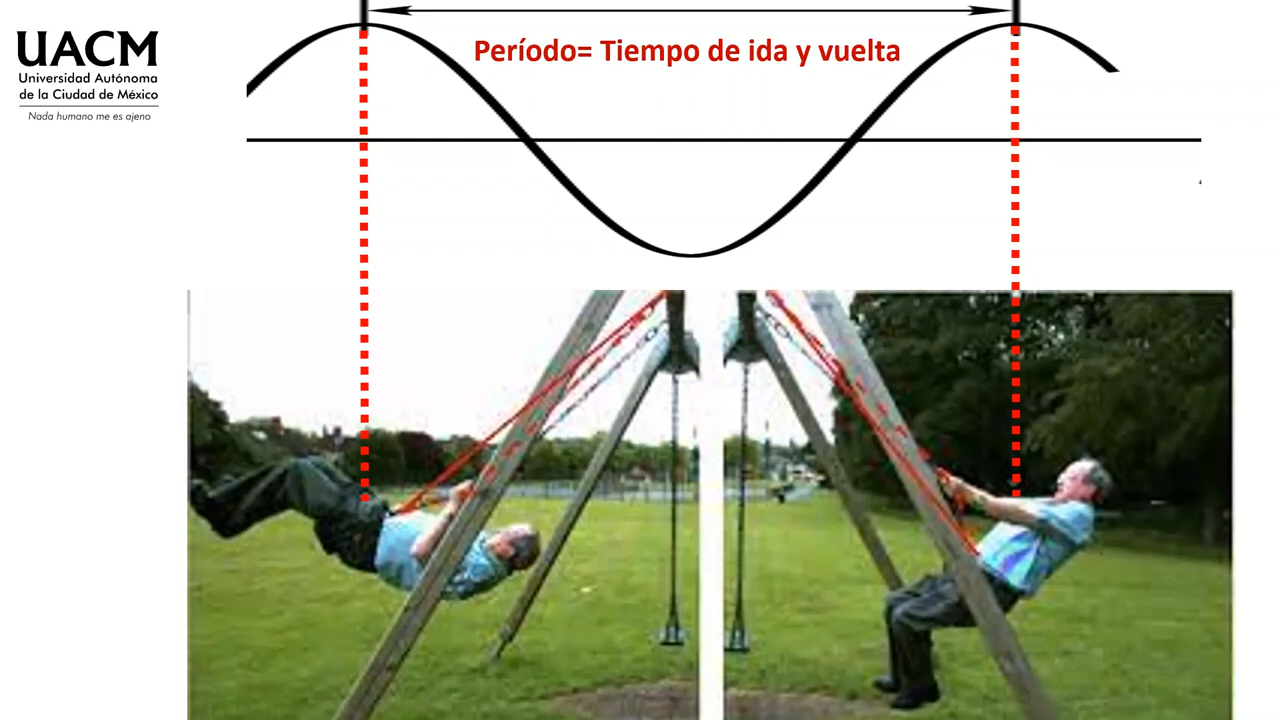 UACM
Universidad Autónoma
de la Ciudad de México
Nada humano me es ajeno
Período= Tiempo de ida y vuelta